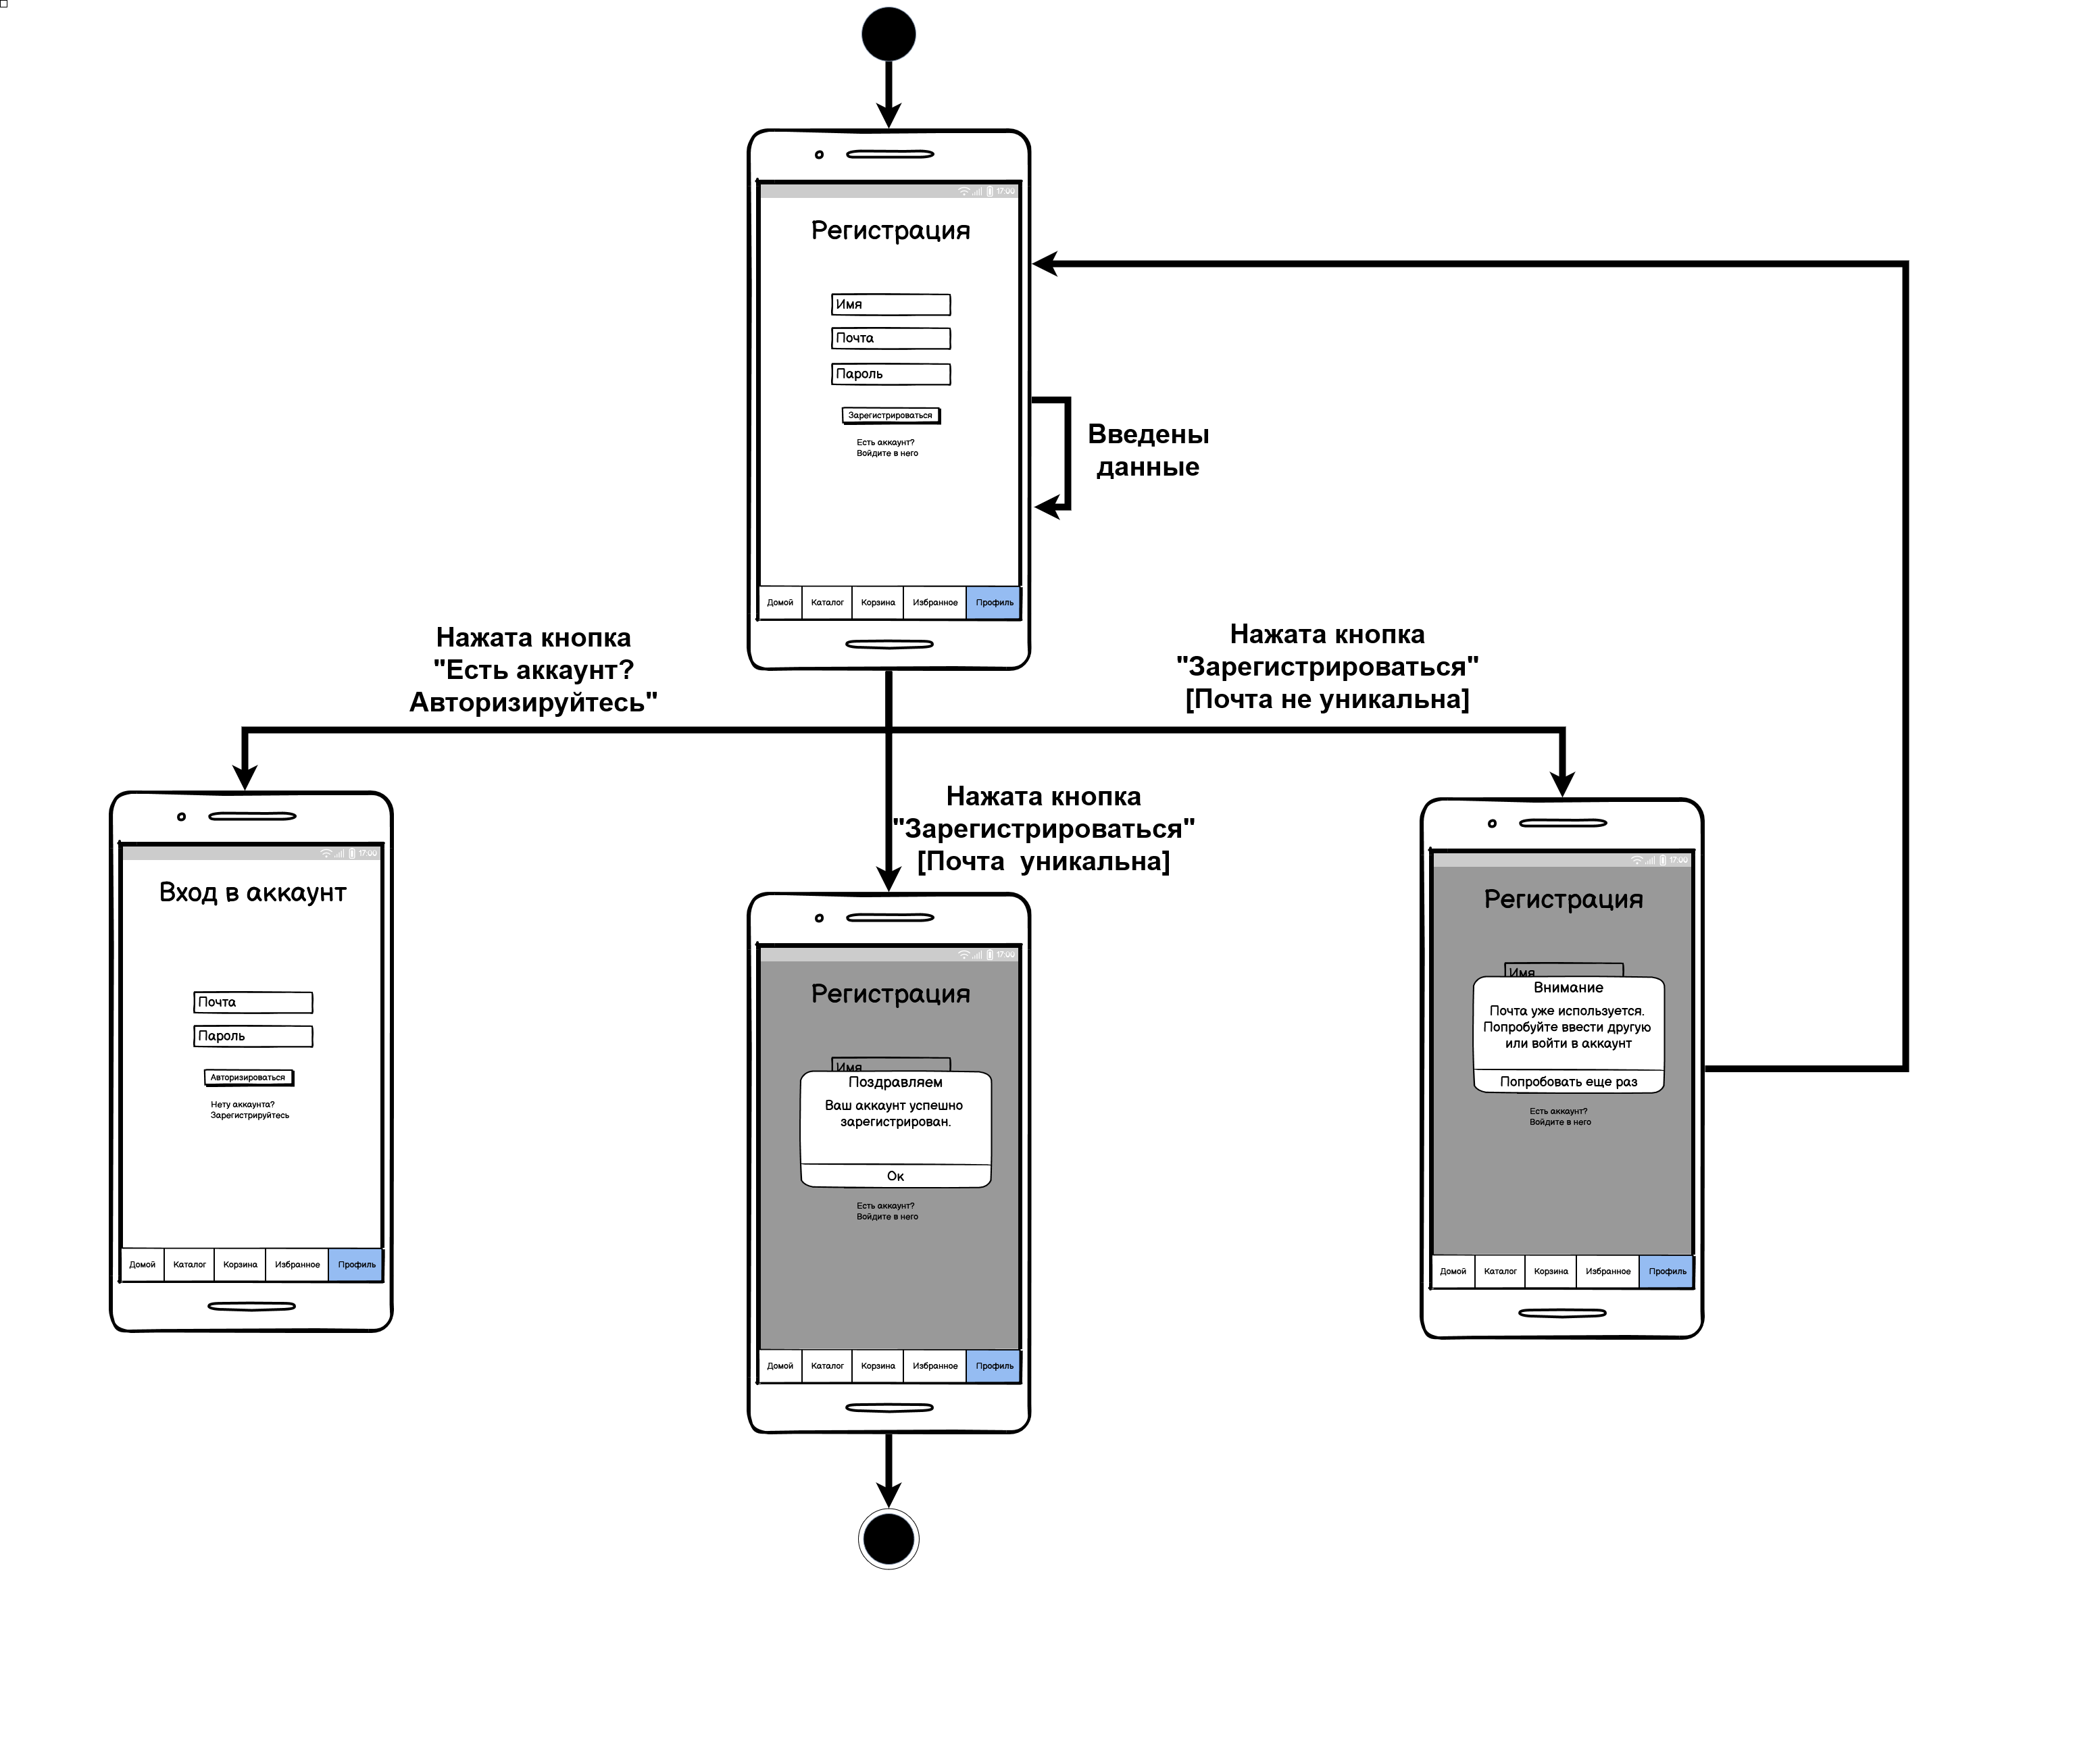 17:00
Регистрация
Имя
Почта
Пароль
Зарегистрироваться
Есть аккаунт?
Войдите в него
Домой Каталог Корзина Избранное Профиль
Введены
данные
Нажата кнопка
"Есть аккаунт?
Авторизируйтесь"
Нажата кнопка
"Зарегистрироваться"
[Почта не уникальна]
Нажата кнопка
"Зарегистрироваться"
[Почта  уникальна]
17:00
Вход в аккаунт
Почта
Пароль
Авторизироваться
Нету аккаунта?
Зарегистрируйтесь
Домой Каталог Корзина Избранное Профиль
17:00
Регистрация
Имя
Поздравляем
Ваш аккаунт успешно
зарегистрирован.
Ок
Есть аккаунт?
Войдите в него
Домой Каталог Корзина Избранное Профиль
17:00
Регистрация
Имя
Внимание
Почта уже используется.
Попробуйте ввести другую
или войти в аккаунт
Попробовать еще раз
Есть аккаунт?
Войдите в него
Домой Каталог Корзина Избранное Профиль